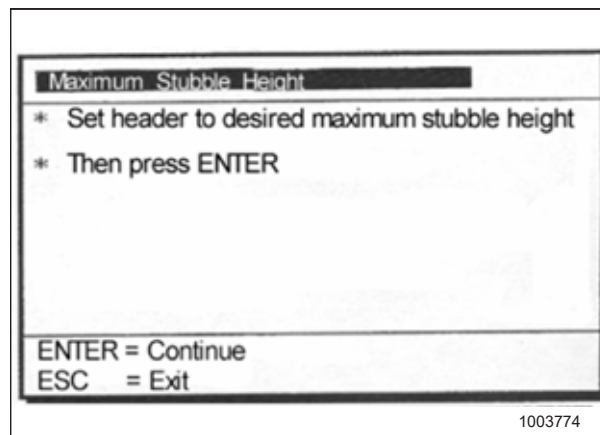 Maximum Stubble Height
* Set header to desired maximum stubble height
* Then press ENTER
ENTER = Continue
ESC = Exit
1003774